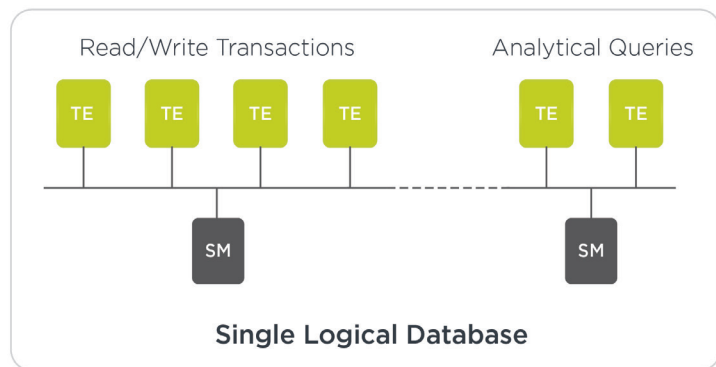 Read/Write Transactions
Analytical Queries
TE
TE
TE
TE
TE
TE
SM
SM
Single Logical Database